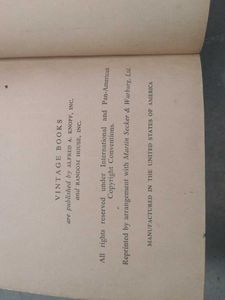 VINTAGE BOOKS
are published by ALFRED A. KNOPF, INC.
and RANDOM HOUSE, INC.
All rights reserved under International and Pan-American
Copyright Conventions.
Reprinted by arrangement with Martin Secker & Warburg, Ltd.
MANUFACTURED IN THE UNITED STATES OF AMERICA